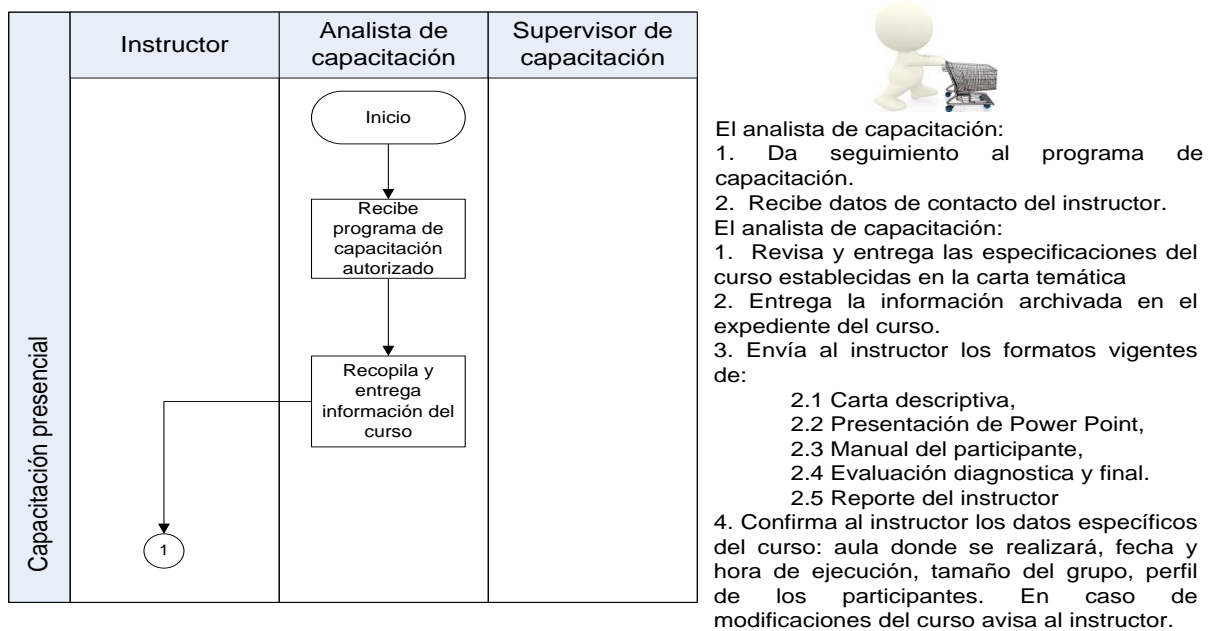 Instructor
Analista de
capacitación
Supervisor de
capacitación
Capacitación presencial
Inicio
Recibe
programa de
capacitación
autorizado
Recopila y
entrega
información del
curso
1
El analista de capacitación:
1. Da seguimiento al programa de
capacitación.
2. Recibe datos de contacto del instructor.
El analista de capacitación:
1. Revisa y entrega las especificaciones del
curso establecidas en la carta temática
2. Entrega la información archivada en el
expediente del curso.
3. Envía al instructor los formatos vigentes
de:
2.1 Carta descriptiva,
2.2 Presentación de Power Point,
2.3 Manual del participante,
2.4 Evaluación diagnostica y final.
2.5 Reporte del instructor
4. Confirma al instructor los datos específicos
del curso: aula donde se realizará, fecha y
hora de ejecución, tamaño del grupo, perfil
de los participantes. En caso de
modificaciones del curso avisa al instructor.